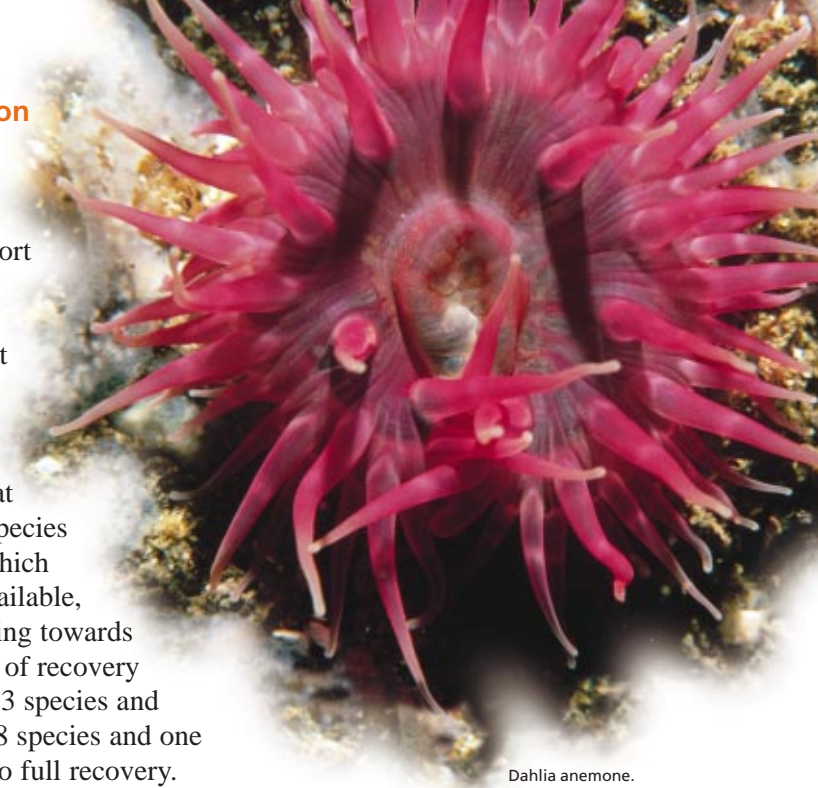 on
ort
t
at
pecies
hich
ailable,
ing towards
of recovery
3 species and
8 species and one
o full recovery.
Dahlia anemone.